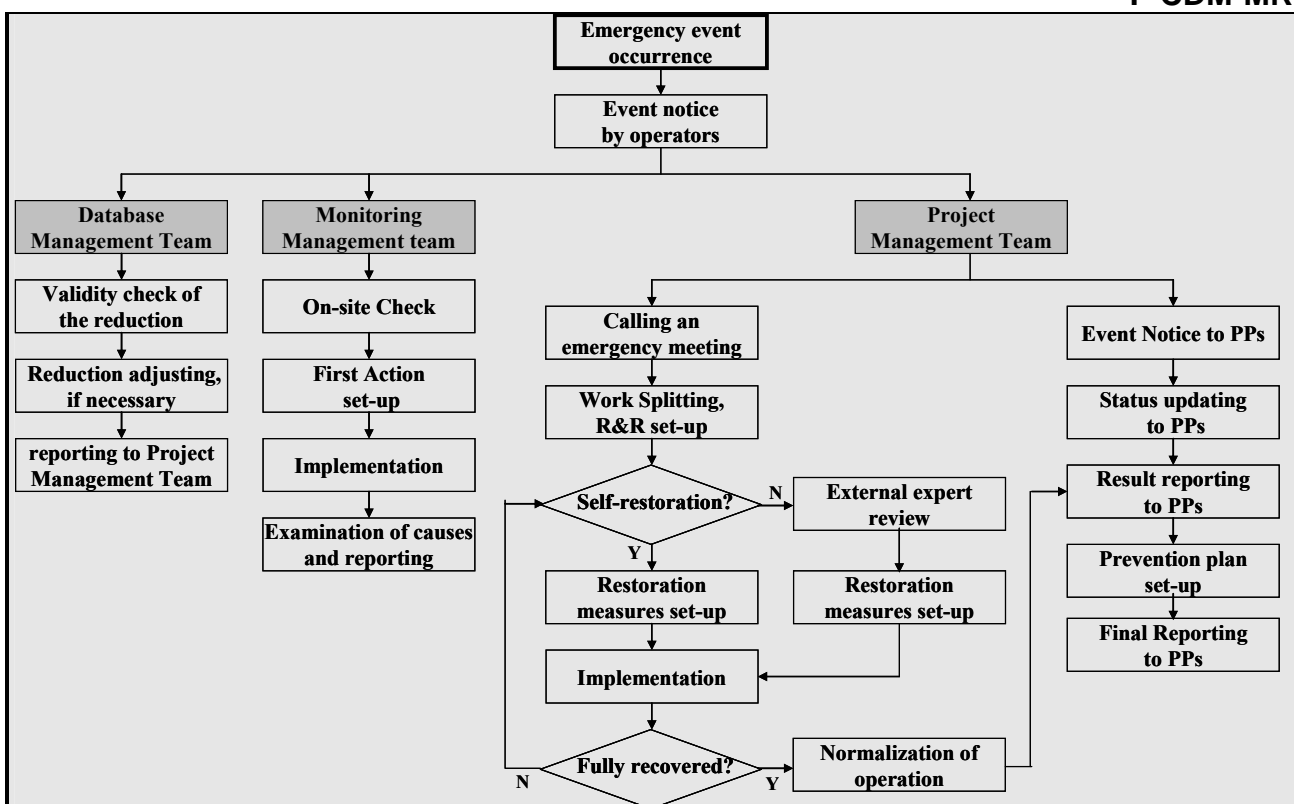 Emergency event
occurrence
Event notice
by operators
Database
Management Team
Monitoring
Management team
Project
Management Team
Validity check of
the reduction
Reduction adjusting,
if necessary
reporting to Project
Management Team
On-site Check
First Action
set-up
Implementation
Examination of causes
and reporting
Calling an
emergency meeting
Work Splitting,
R&R set-up
Self-restoration?
N
Y
External expert
review
Restoration
measures set-up
Restoration
measures set-up
Implementation
Fully recovered?
N
Y
Normalization of
operation
Event Notice to PPs
Status updating
to PPs
Result reporting
to PPs
Prevention plan
set-up
Final Reporting
to PPs